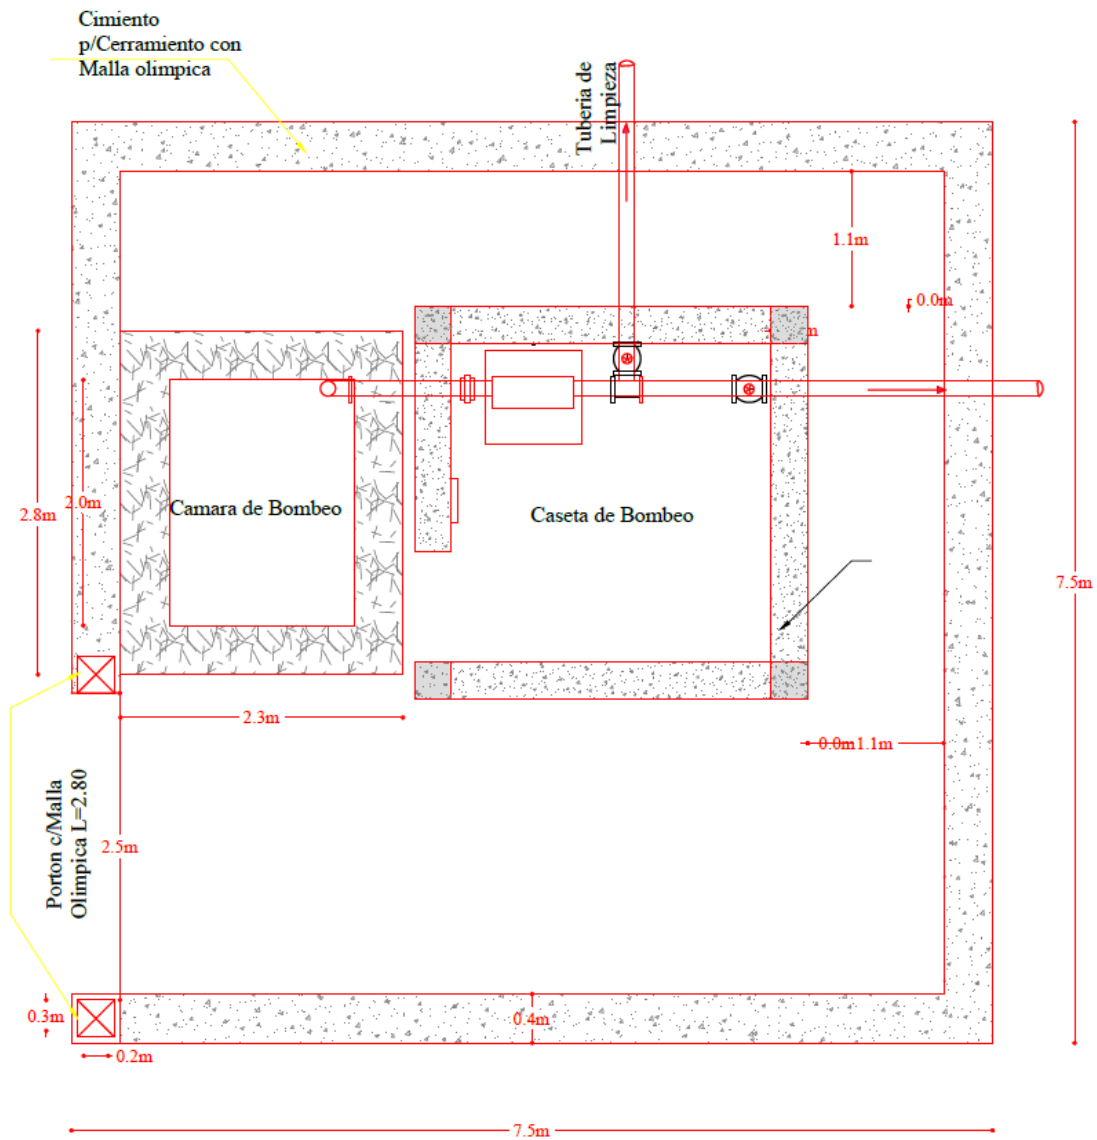 Cimiento
p/Cerramiento con
Malla olimpica
Tuberia de
Limpieza
1.1m
0.0m
m
2.0m
2.8m
Camara de Bombeo
Caseta de Bombeo
7.5m
2.3m
0.0m1.1m
Porton c/Malla
Olimpica L=2.80
2.5m
0.3m
0.4m
0.2m
7.5m